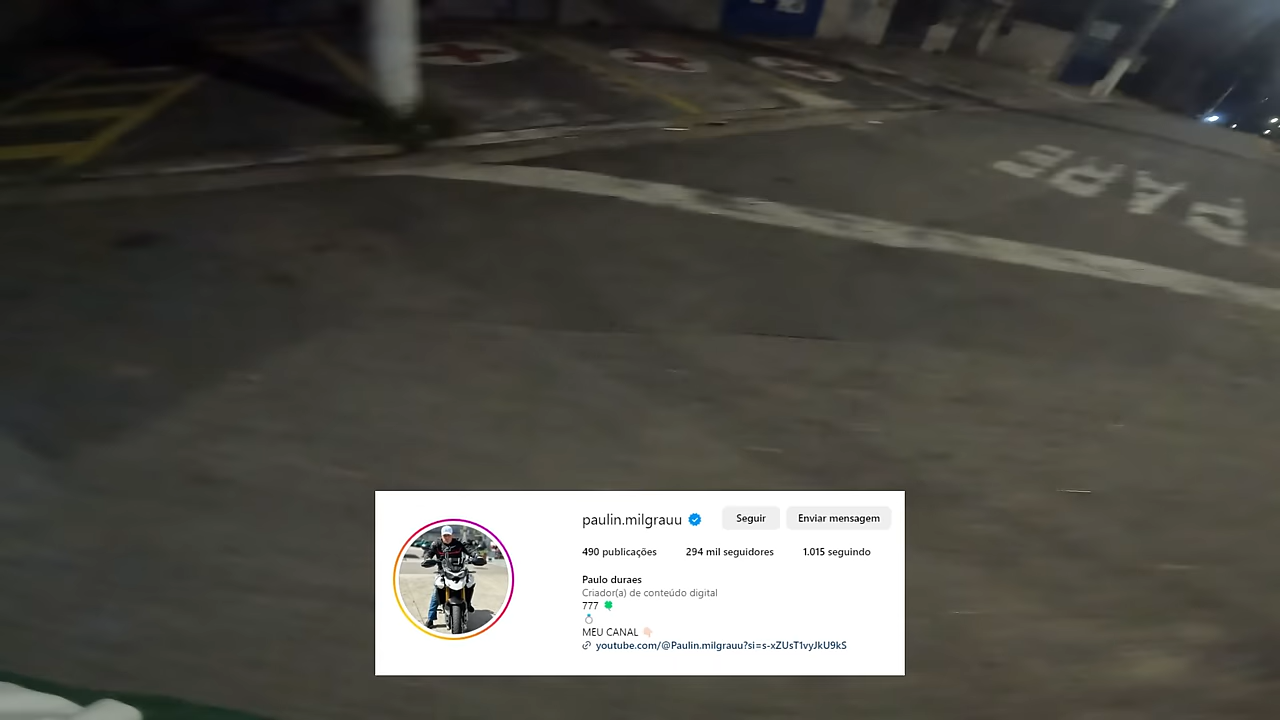 PARE
paulin.milgrauu
Seguir
Enviar mensagem
490 publicações
294 mil seguidores
1.015 seguindo
Paulo duraes
Criador(a) de conteúdo digital
777 🍀
💍
MEU CANAL 👇🏻
youtube.com/@Paulin.milgrauu?si=s-xZUsT1vyJkU9kS